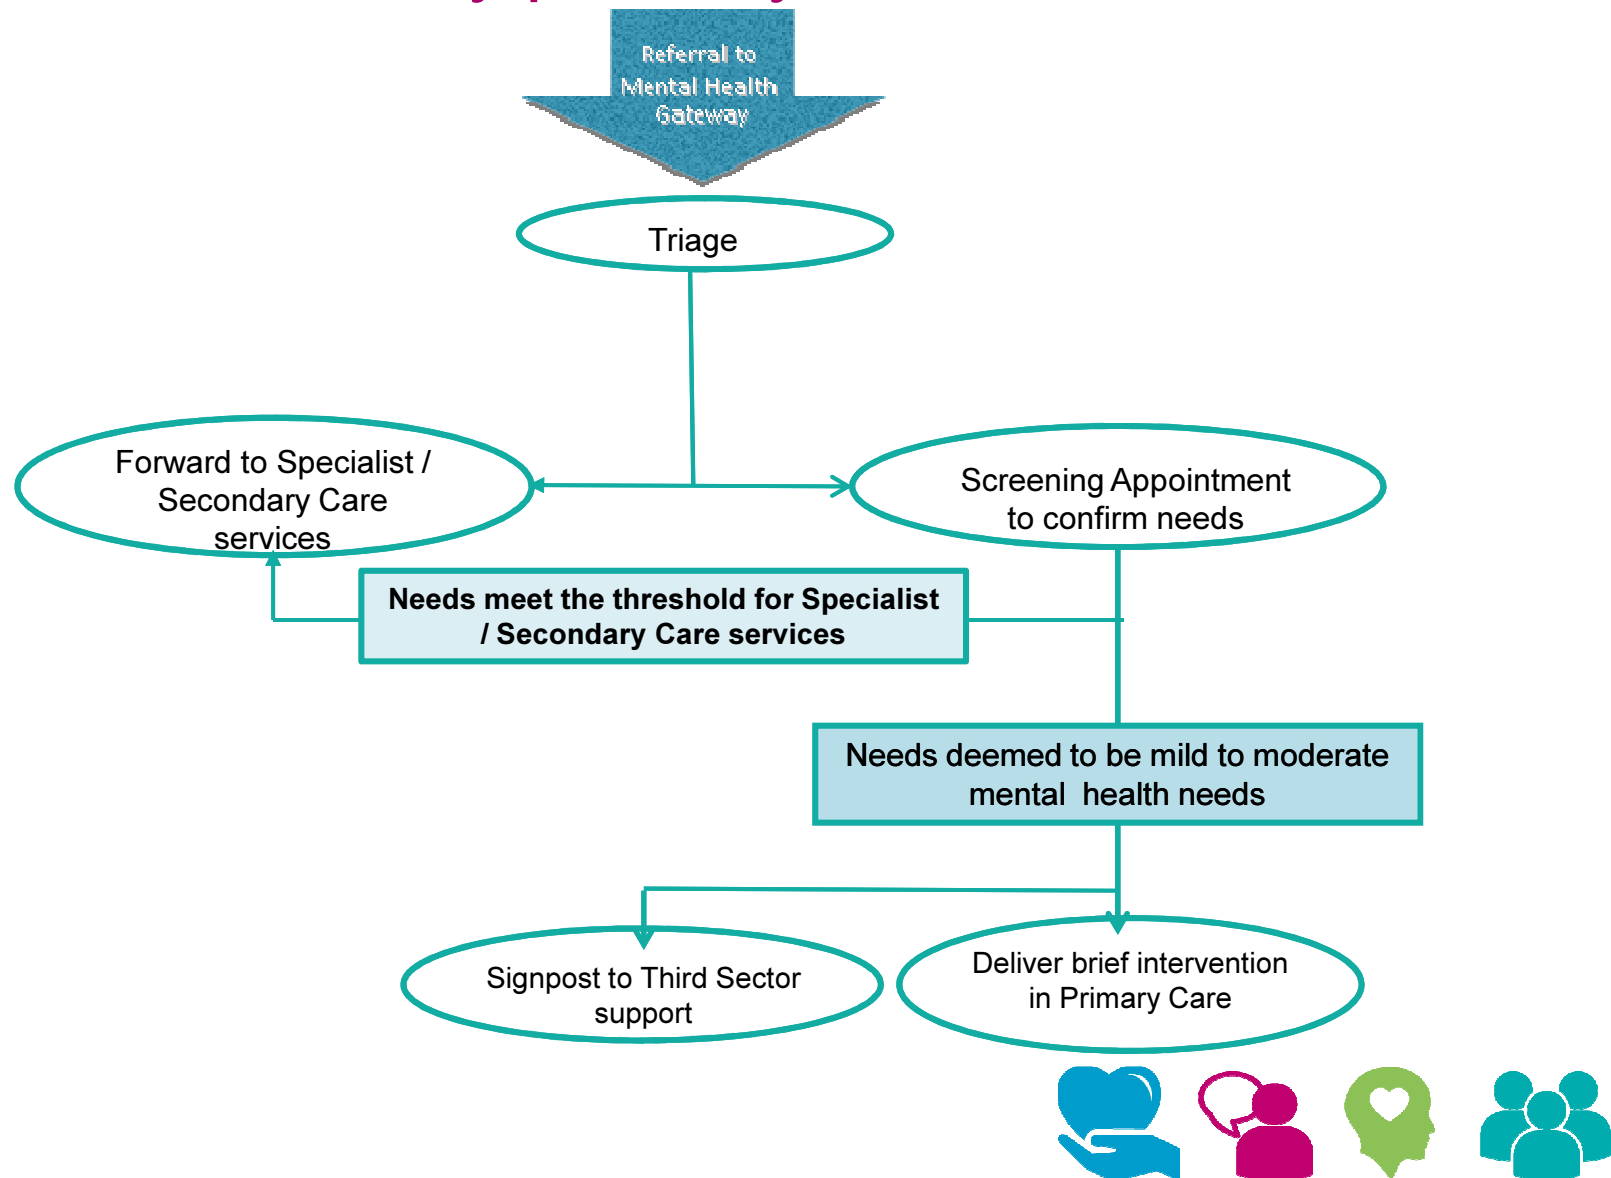 Referral to
Mental Health
Gateway
Triage
Forward to Specialist /
Secondary Care
services
Screening Appointment
to confirm needs
Needs meet the threshold for Specialist
/ Secondary Care services
Needs deemed to be mild to moderate
mental health needs
Signpost to Third Sector
support
Deliver brief intervention
in Primary Care